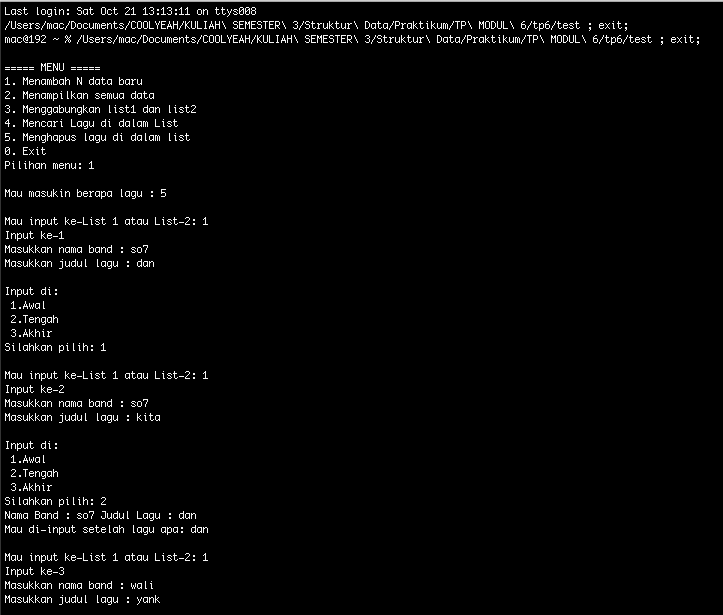 Last login: Sat Oct 21 13:13:11 on ttys008
/Users/mac/Documents/COOLYEAH/KULIAH\ SEMESTER\ 3/Struktur\ Data/Praktikum/TP\ MODUL\ 6/tp6/test ; exit;
mac@192 ~ % /Users/mac/Documents/COOLYEAH/KULIAH\ SEMESTER\ 3/Struktur\ Data/Praktikum/TP\ MODUL\ 6/tp6/test ; exit;

===== MENU =====
1. Menambah N data baru
2. Menampilkan semua data
3. Menggabungkan list1 dan list2
4. Mencari Lagu di dalam List
5. Menghapus lagu di dalam list
0. Exit
Pilihan menu: 1

Mau masukin berapa lagu : 5

Mau input ke-List 1 atau List-2: 1
Input ke-1
Masukkan nama band : so7
Masukkan judul lagu : dan

Input di:
 1.Awal
 2.Tengah
 3.Akhir
Silahkan pilih: 1

Mau input ke-List 1 atau List-2: 1
Input ke-2
Masukkan nama band : so7
Masukkan judul lagu : kita

Input di:
 1.Awal
 2.Tengah
 3.Akhir
Silahkan pilih: 2
Nama Band : so7 Judul Lagu : dan
Mau di-input setelah lagu apa: dan

Mau input ke-List 1 atau List-2: 1
Input ke-3
Masukkan nama band : wali
Masukkan judul lagu : yank